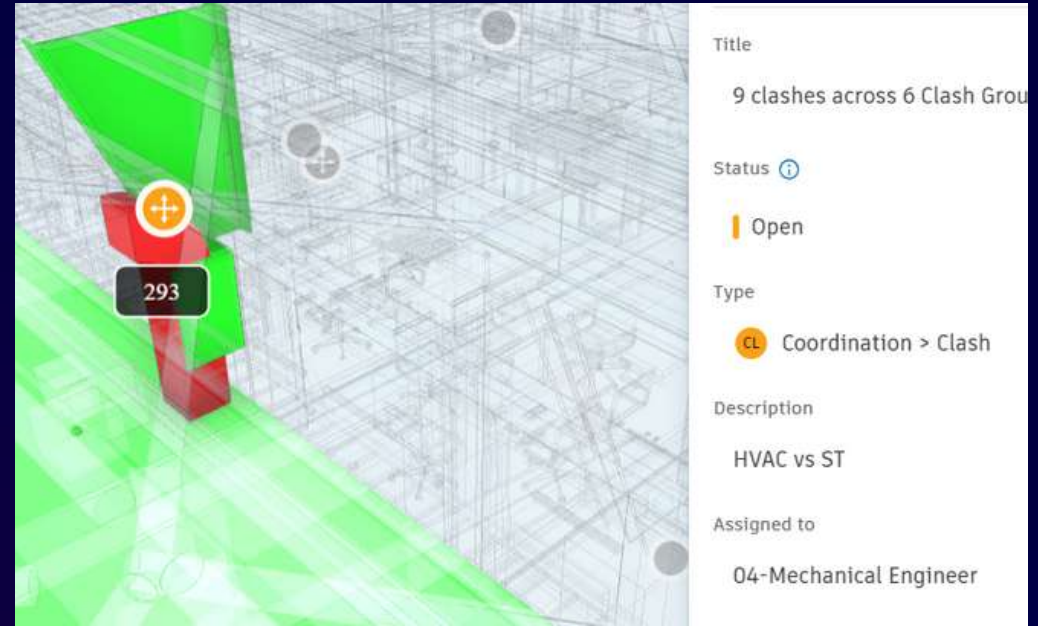 293
Title
9 clashes across 6 Clash Grou
Status
Open
Type
CL Coordination > Clash
Description
HVAC vs ST
Assigned to
04-Mechanical Engineer